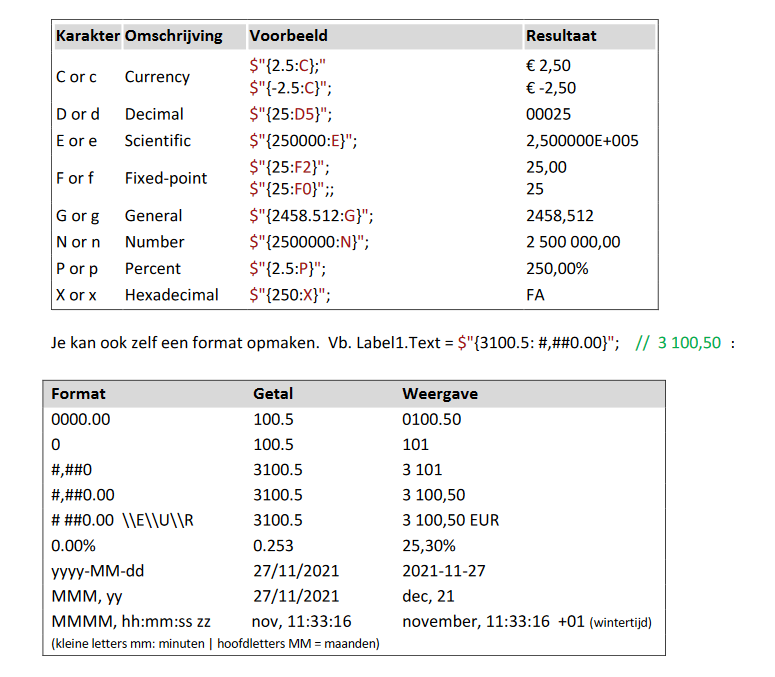 Karakter Omschrijving Voorbeeld Resultaat
C or c Currency $"{2.5:C};" € 2,50
$"{-2.5:C}"; € -2,50
D or d Decimal $"{25:D5}"; 00025
E or e Scientific $"{250000:E}"; 2,500000E+005
F or f Fixed-point $"{25:F2}"; 25,00
$"{25:F0}";; 25
G or g General $"{2458.512:G}"; 2458,512
N or n Number $"{2500000:N}"; 2 500 000,00
P or p Percent $"{2.5:P}"; 250,00%
X or x Hexadecimal $"{250:X}"; FA
Je kan ook zelf een format opmaken. Vb. Label1.Text = $"{3100.5: #,##0.00}"; // 3 100,50 :
Format Getal Weergave
0000.00 100.5 0100.50
0 100.5 101
#,##0 3100.5 3 101
#,##0.00 3100.5 3 100,50
# ##0.00 \\E\\U\\R 3100.5 3 100,50 EUR
0.00% 0.253 25,30%
yyyy-MM-dd 27/11/2021 2021-11-27
MMM, yy 27/11/2021 dec, 21
MMMM, hh:mm:ss zz nov, 11:33:16 november, 11:33:16 +01 (wintertijd)
(kleine letters mm: minuten | hoofdletters MM = maanden)